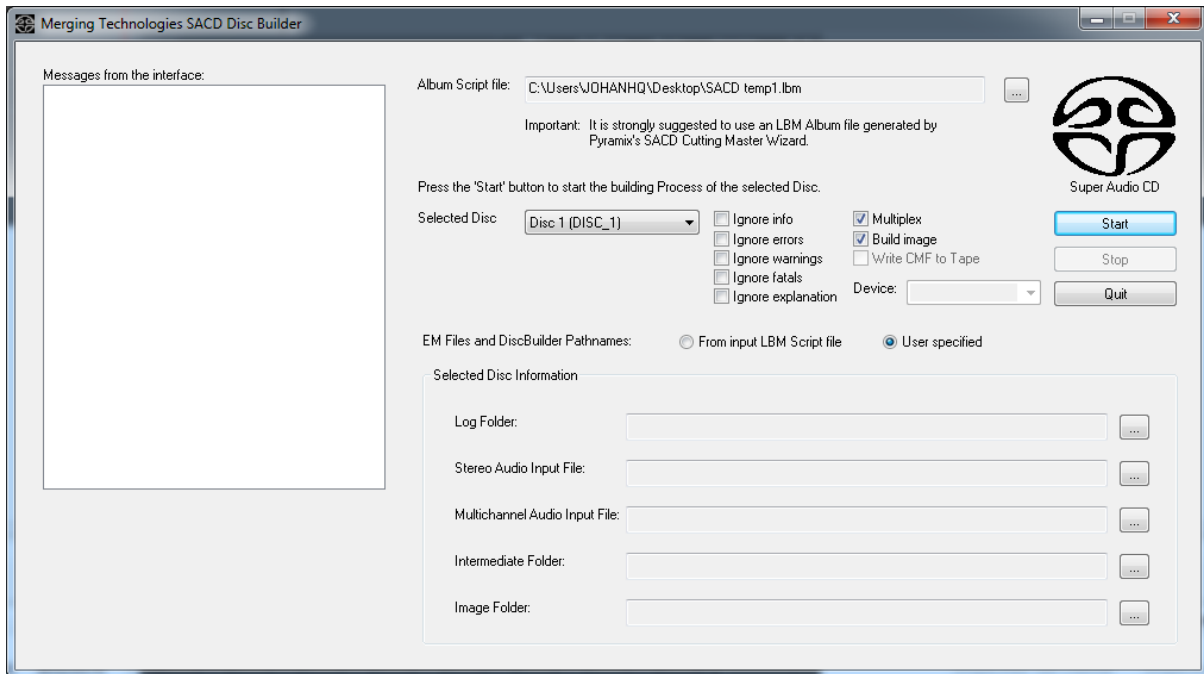 Merging Technologies SACD Disc Builder
Messages from the interface:
Album Script file: C:\Users\JOHANHQ\Desktop\SACD temp1.lbm ...
Important: It is strongly suggested to use an LBM Album file generated by
Pyramix's SACD Cutting Master Wizard.
Super Audio CD
Press the 'Start' button to start the building Process of the selected Disc.
Selected Disc Disc 1 (DISC_1) Ignore info Multiplex Start
Ignore errors Build image
Ignore warnings Write CMF to Tape Stop
Ignore fatals
Ignore explanation Device: Quit
EM Files and DiscBuilder Pathnames: From input LBM Script file User specified
Selected Disc Information
Log Folder: ...
Stereo Audio Input File: ...
Multichannel Audio Input File: ...
Intermediate Folder: ...
Image Folder: ...